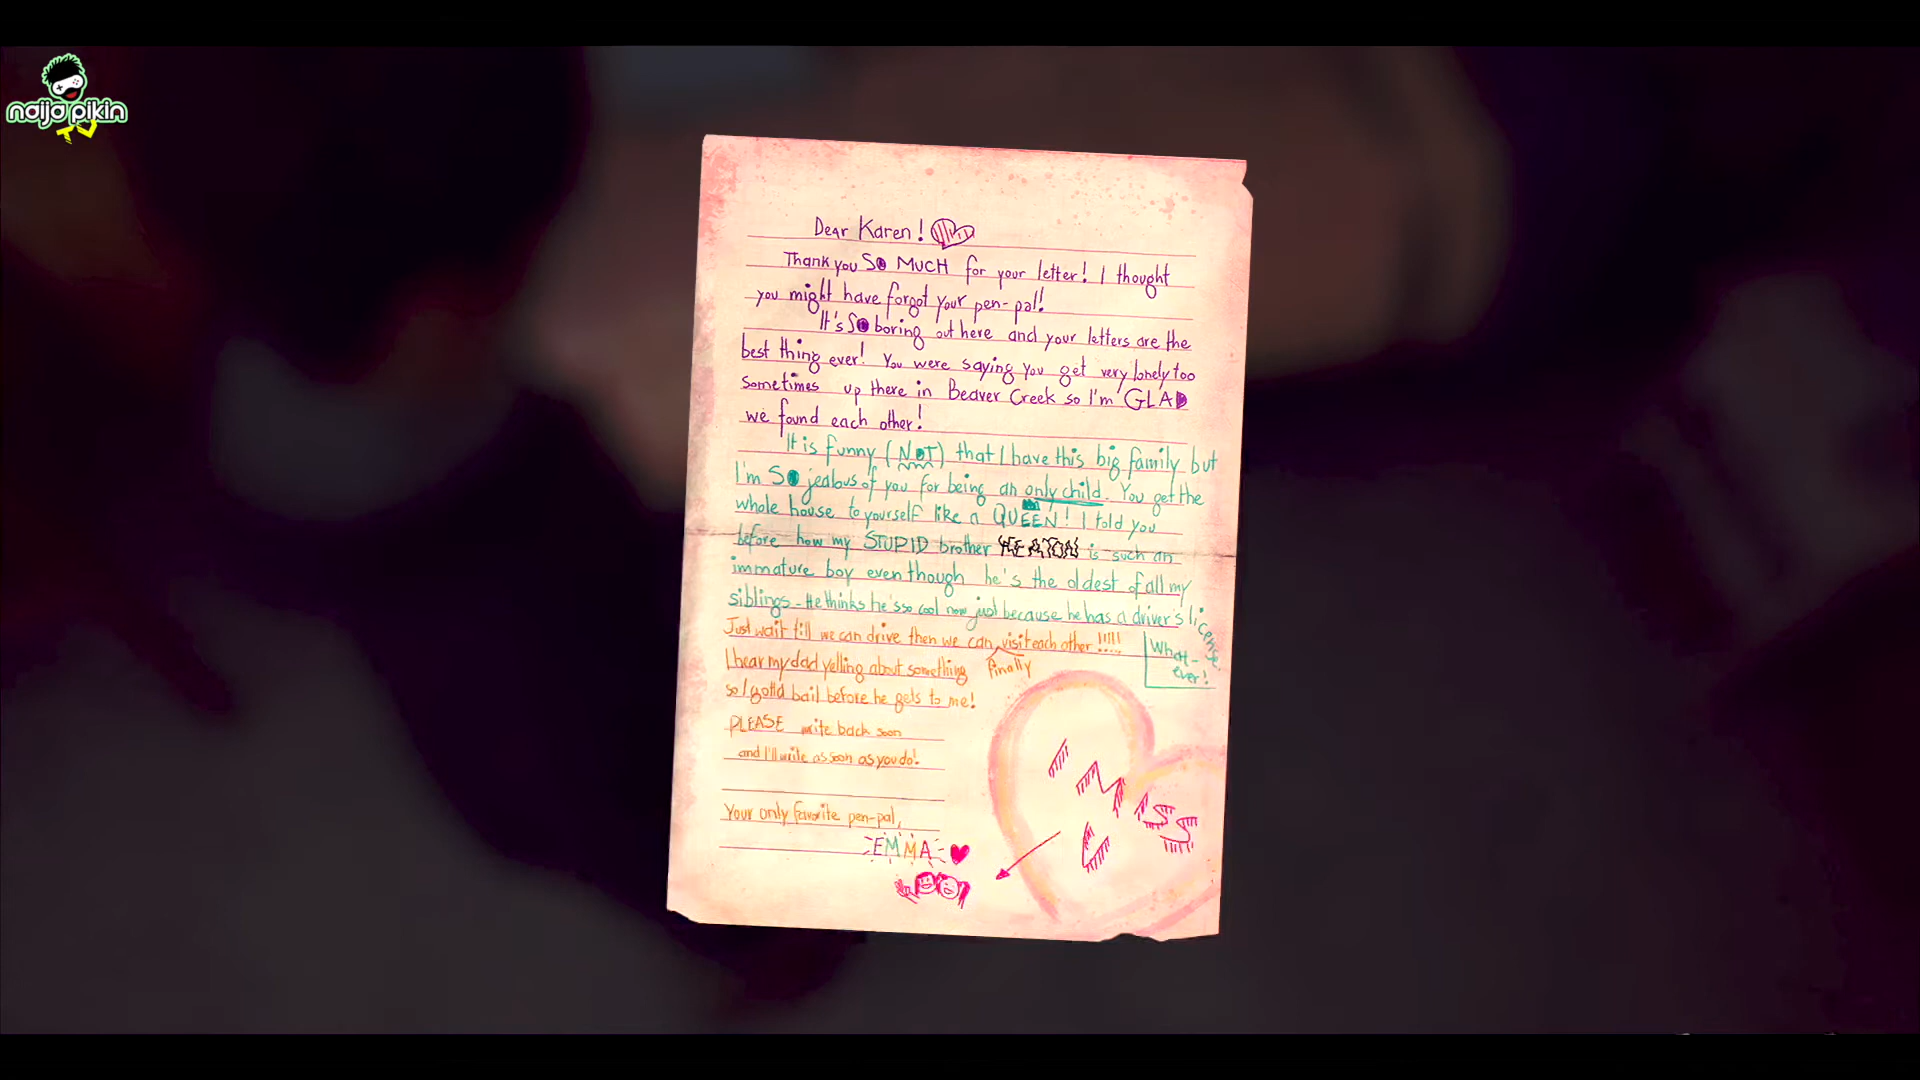 naija pikin
TV
Dear Karen!
Thank you SO MUCH for your letter! I thought
you might have forgot your pen-pal!
It's SO boring out here and your letters are the
best thing ever! You were saying you get very lonely too
sometimes up there in Beaver Creek so I'm GLAD
we found each other!
It is funny (NOT) that I have this big family but
I'm SO jealous of you for being an only child. You get the
whole house to yourself like a QUEEN! I told you
before how my STUPID brother KEATON is such an
immature boy even though he's the oldest of all my
siblings - He thinks he's so cool now just because he has a driver's license
What-
ever!
Just wait till we can drive then we can finally visit each other!!!!!
I hear my dad yelling about something
so I gotta bail before he gets to me!
PLEASE write back soon
and I'll write as soon as you do!
Your only favorite pen-pal,
EMMA
I MISS
U